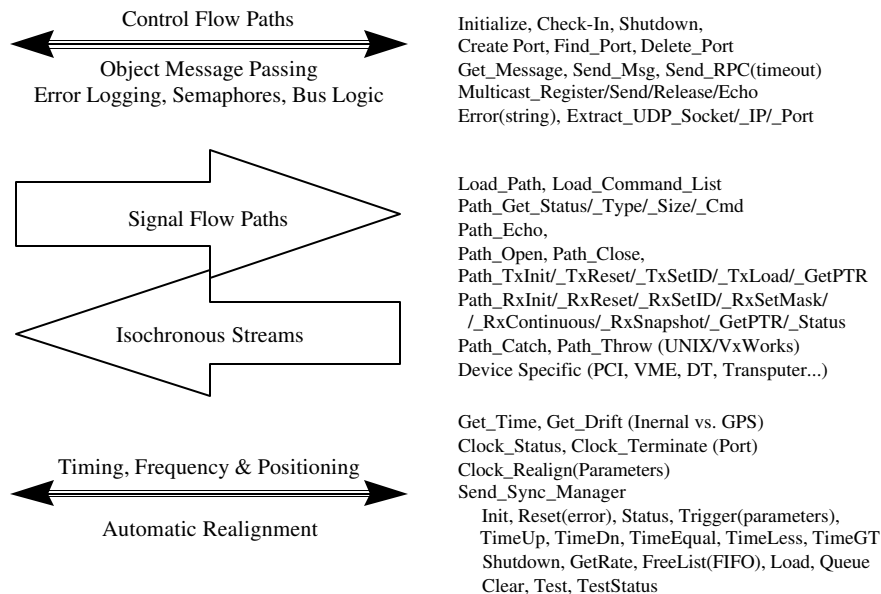 Control Flow Paths
Object Message Passing
Error Logging, Semaphores, Bus Logic
Initialize, Check-In, Shutdown,
Create Port, Find_Port, Delete_Port
Get_Message, Send_Msg, Send_RPC(timeout)
Multicast_Register/Send/Release/Echo
Error(string), Extract_UDP_Socket/_IP/_Port
Signal Flow Paths
Isochronous Streams
Load_Path, Load_Command_List
Path_Get_Status/_Type/_Size/_Cmd
Path_Echo,
Path_Open, Path_Close,
Path_TxInit/_TxReset/_TxSetID/_TxLoad/_GetPTR
Path_RxInit/_RxReset/_RxSetID/_RxSetMask/
/_RxContinuous/_RxSnapshot/_GetPTR/_Status
Path_Catch, Path_Throw (UNIX/VxWorks)
Device Specific (PCI, VME, DT, Transputer...)
Timing, Frequency & Positioning
Automatic Realignment
Get_Time, Get_Drift (Inernal vs. GPS)
Clock_Status, Clock_Terminate (Port)
Clock_Realign(Parameters)
Send_Sync_Manager
Init, Reset(error), Status, Trigger(parameters),
TimeUp, TimeDn, TimeEqual, TimeLess, TimeGT
Shutdown, GetRate, FreeList(FIFO), Load, Queue
Clear, Test, TestStatus